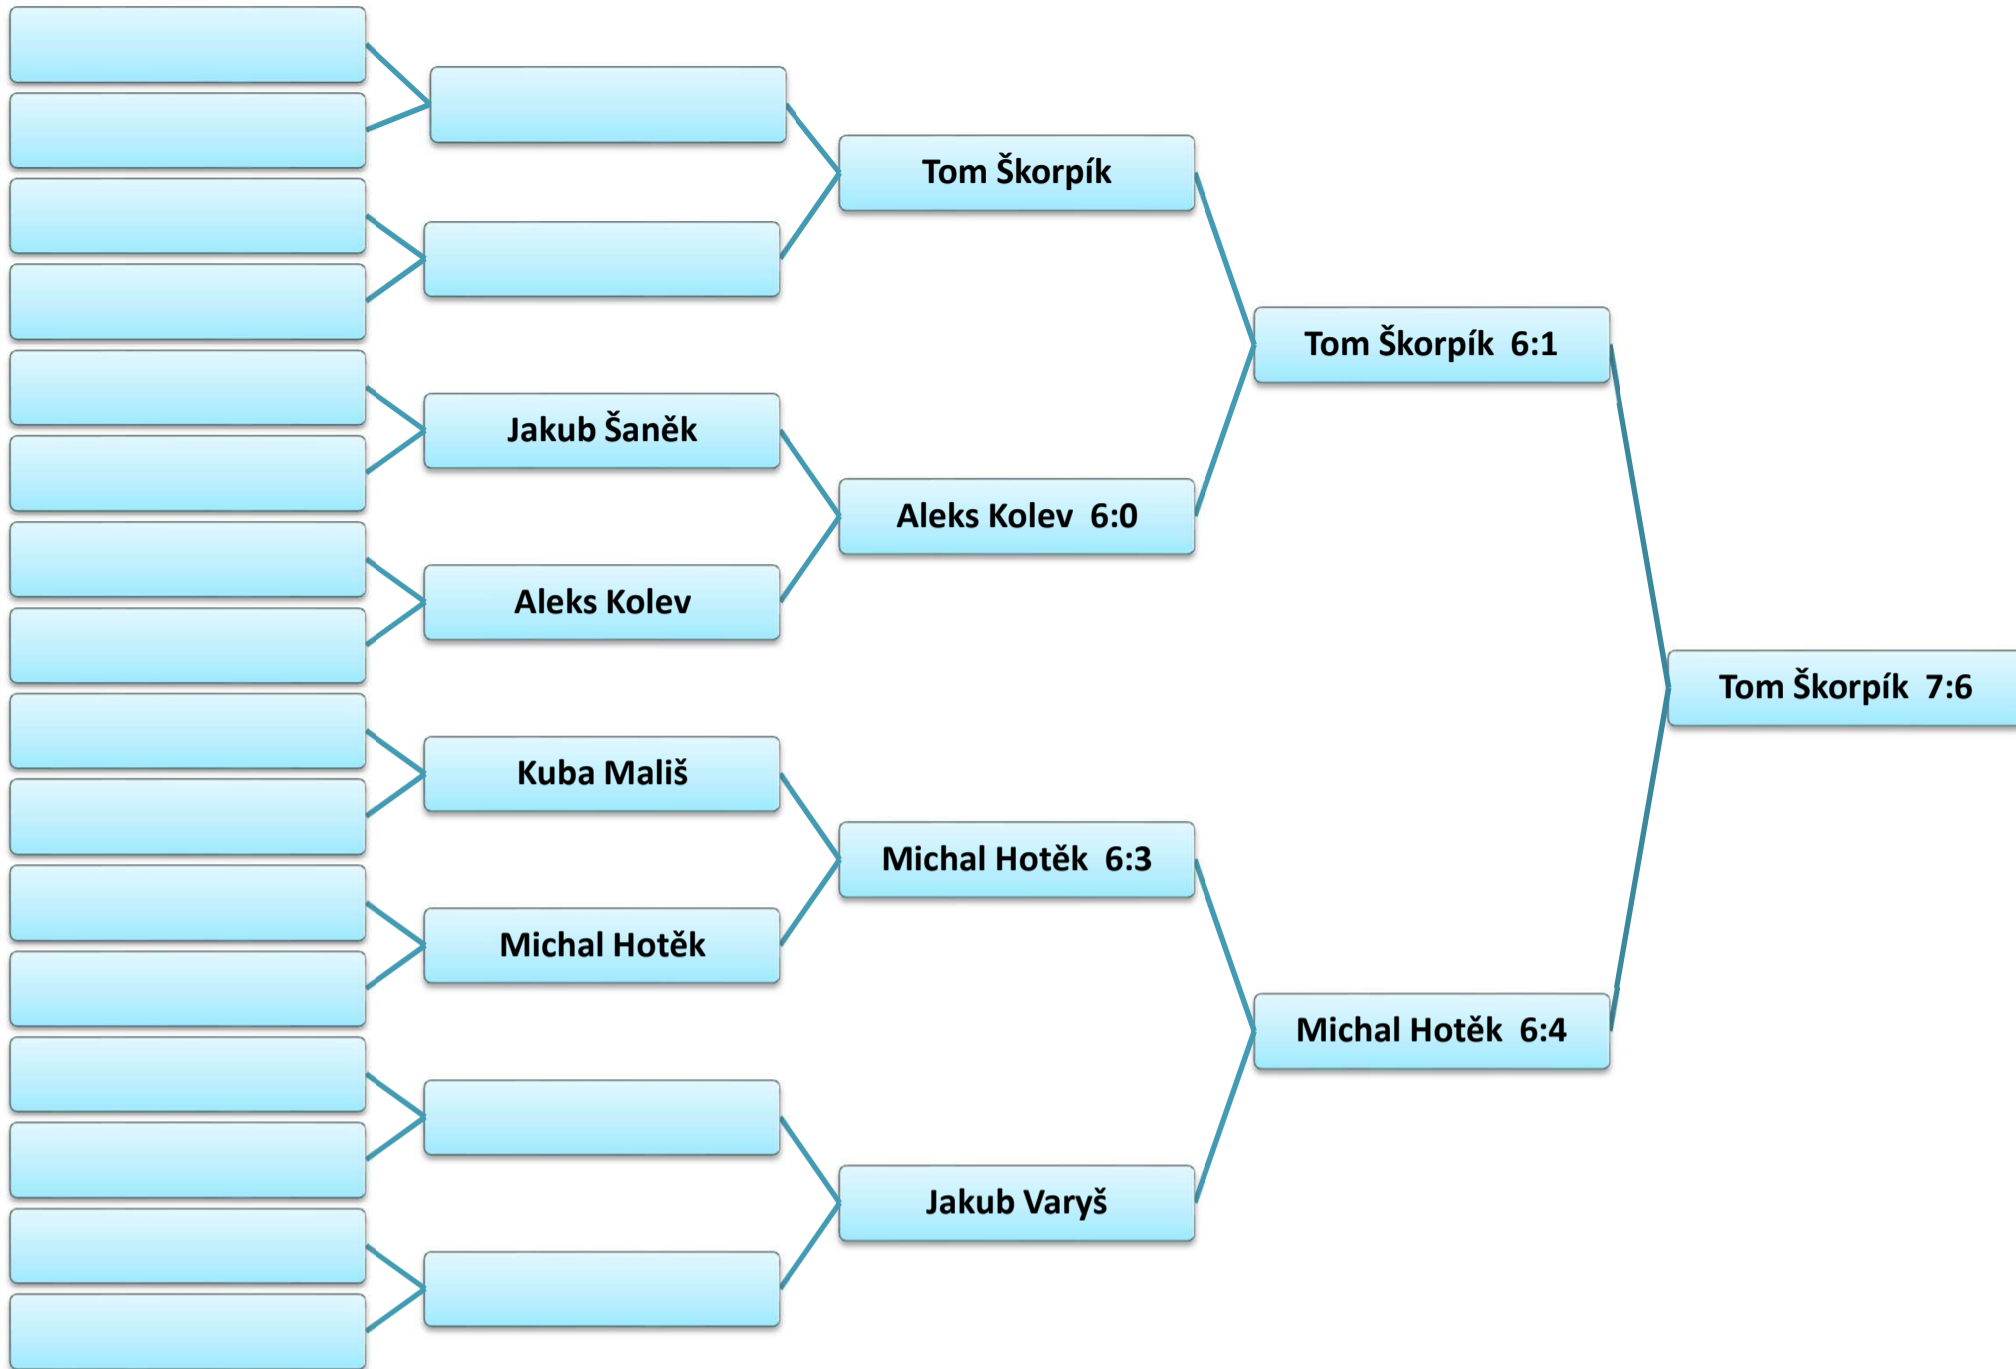 Tom Škorpík
Tom Škorpík  6:1
Jakub Šaněk
Aleks Kolev  6:0
Aleks Kolev
Tom Škorpík  7:6
Kuba Mališ
Michal Hotěk  6:3
Michal Hotěk
Michal Hotěk  6:4
Jakub Varyš